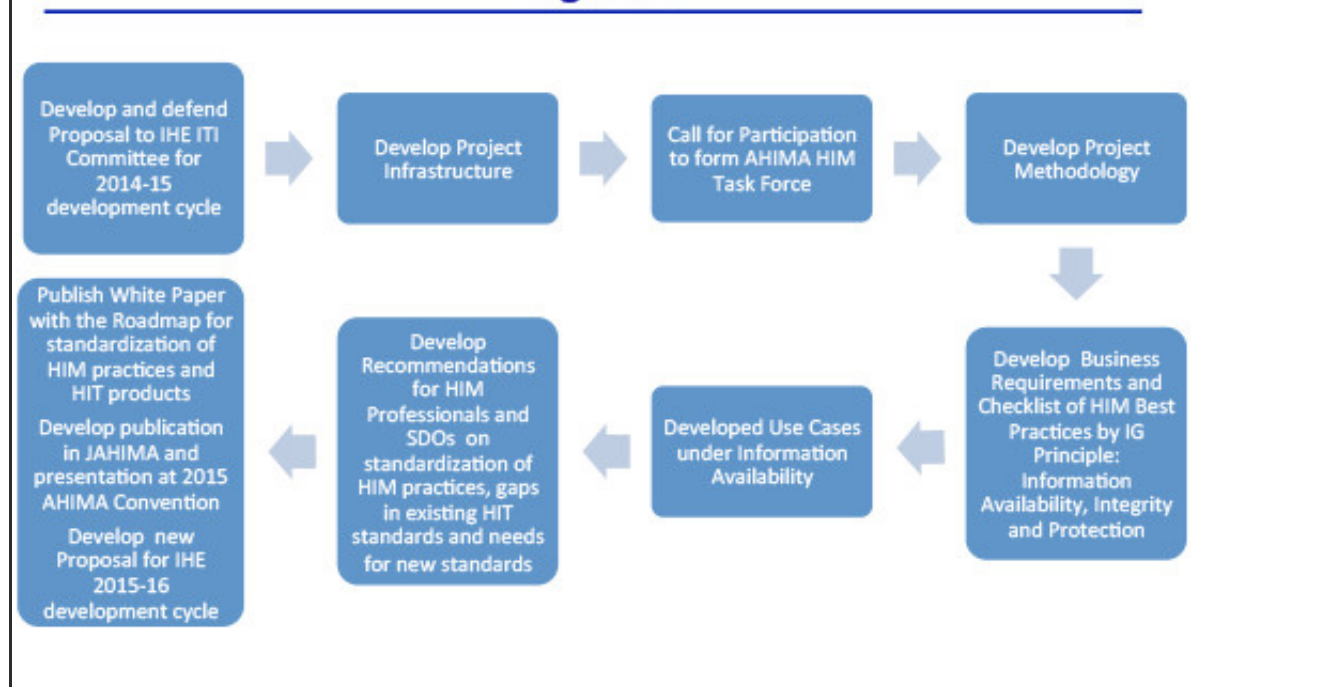 Develop and defend
Proposal to IHE ITI
Committee for
2014-15
development cycle
Develop Project
Infrastructure
Call for Participation
to form AHIMA HIM
Task Force
Develop Project
Methodology
Develop Business
Requirements and
Checklist of HIM Best
Practices by IG
Principle:
Information
Availability, Integrity
and Protection
Developed Use Cases
under Information
Availability
Develop
Recommendations
for HIM
Professionals and
SDOs on
standardization of
HIM practices, gaps
in existing HIT
standards and needs
for new standards
Publish White Paper
with the Roadmap for
standardization of
HIM practices and
HIT products
Develop publication
in JAHIMA and
presentation at 2015
AHIMA Convention
Develop new
Proposal for IHE
2015-16
development cycle